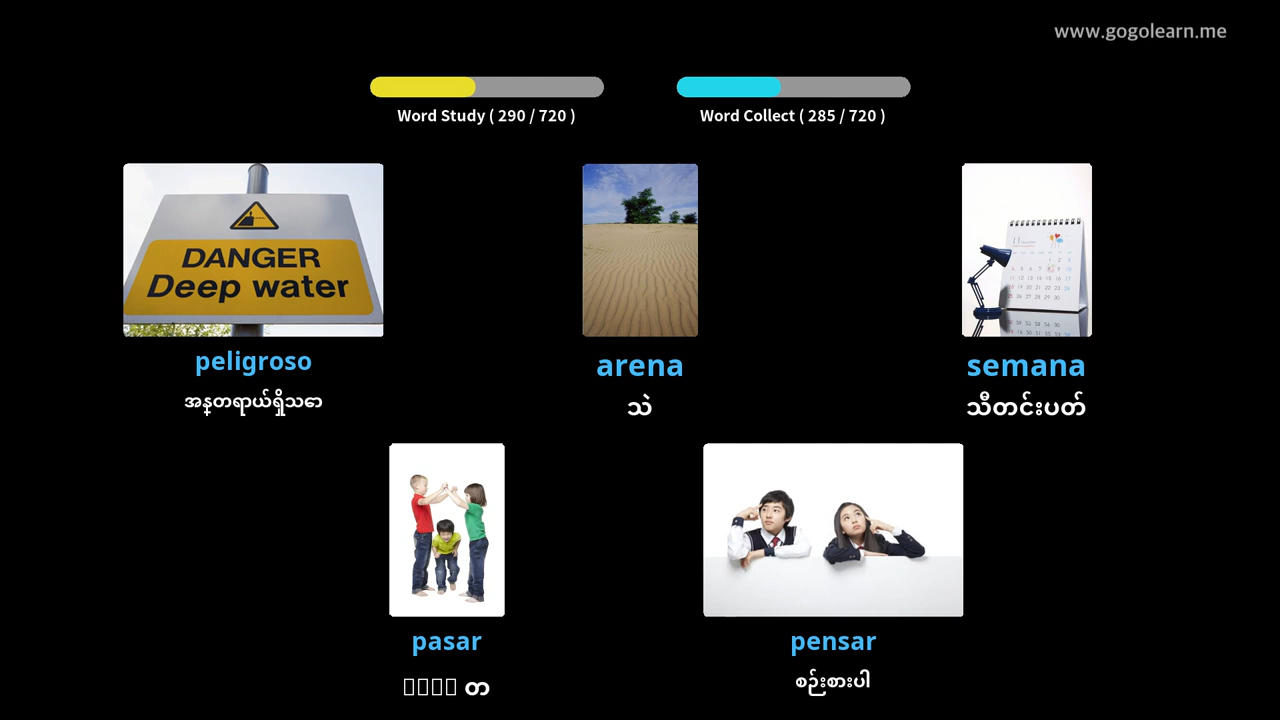 www.gogolearn.me
Word Study ( 290 / 720 )
Word Collect ( 285 / 720 )
DANGER
Deep water
peligroso
အန္တရာယ်ရှိသော
arena
သဲ
semana
သီတင်းပတ်
pasar
တ
pensar
စဉ်းစားပါ